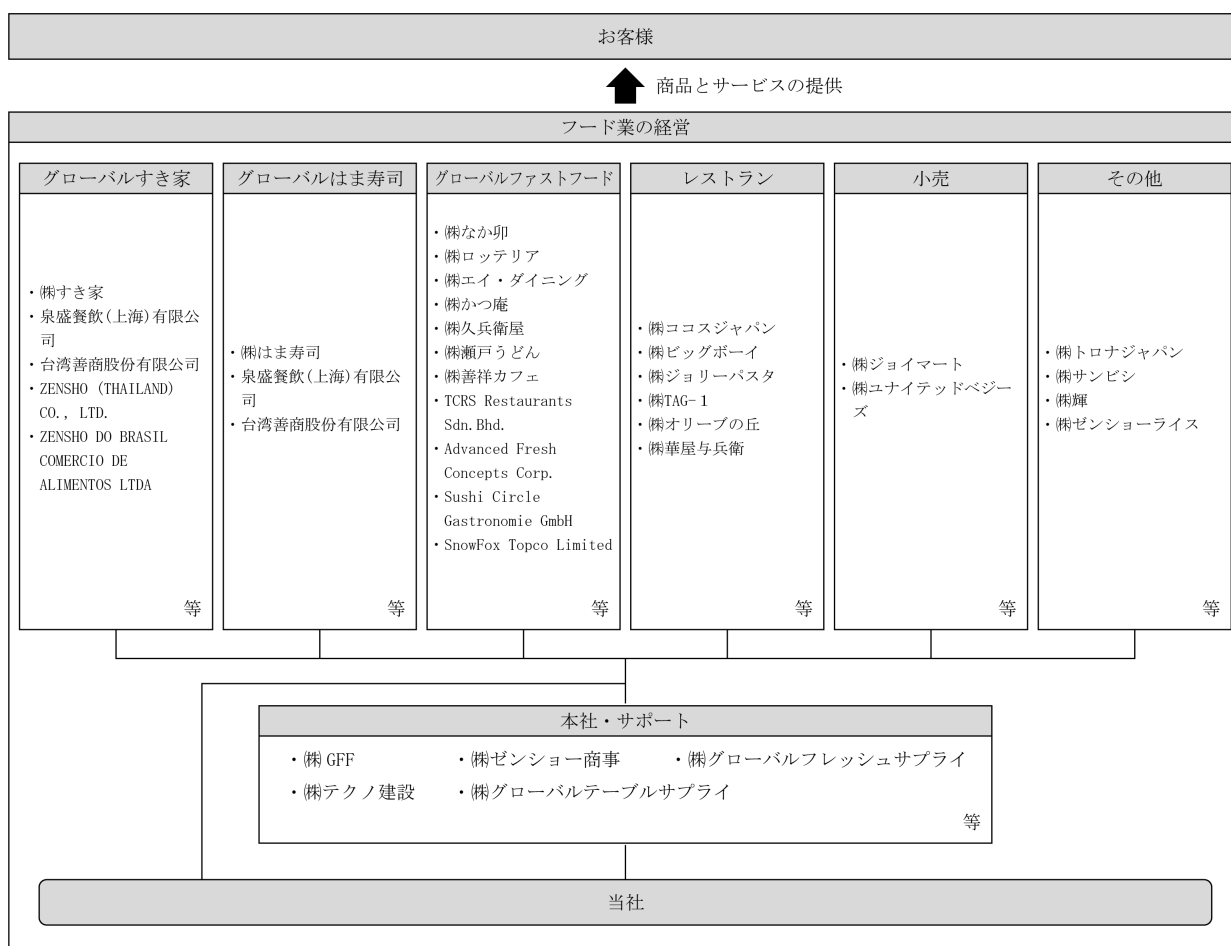 お客様
商品とサービスの提供
フード業の経営
グローバルすき家
・㈱すき家
・泉盛餐飲(上海)有限公
司
・台湾善商股份有限公司
・ZENSHO (THAILAND)
CO., LTD.
・ZENSHO DO BRASIL
COMERCIO DE
ALIMENTOS LTDA
等
グローバルはま寿司
・㈱はま寿司
・泉盛餐飲(上海)有限公
司
・台湾善商股份有限公司
等
グローバルファストフード
・㈱なか卯
・㈱ロッテリア
・㈱エイ・ダイニング
・㈱かつ庵
・㈱久兵衛屋
・㈱瀬戸うどん
・㈱善祥カフェ
・TCRS Restaurants
Sdn.Bhd.
・Advanced Fresh
Concepts Corp.
・Sushi Circle
Gastronomie GmbH
・SnowFox Topco Limited
等
レストラン
・㈱ココスジャパン
・㈱ビッグボーイ
・㈱ジョリーパスタ
・㈱TAG-1
・㈱オリーブの丘
・㈱華屋与兵衛
等
小売
・㈱ジョイマート
・㈱ユナイテッドベジー
ズ
等
その他
・㈱トロナジャパン
・㈱サンビシ
・㈱輝
・㈱ゼンショーライス
等
本社・サポート
・㈱GFF ・㈱ゼンショー商事 ・㈱グローバルフレッシュサプライ
・㈱テクノ建設 ・㈱グローバルテーブルサプライ
等
当社